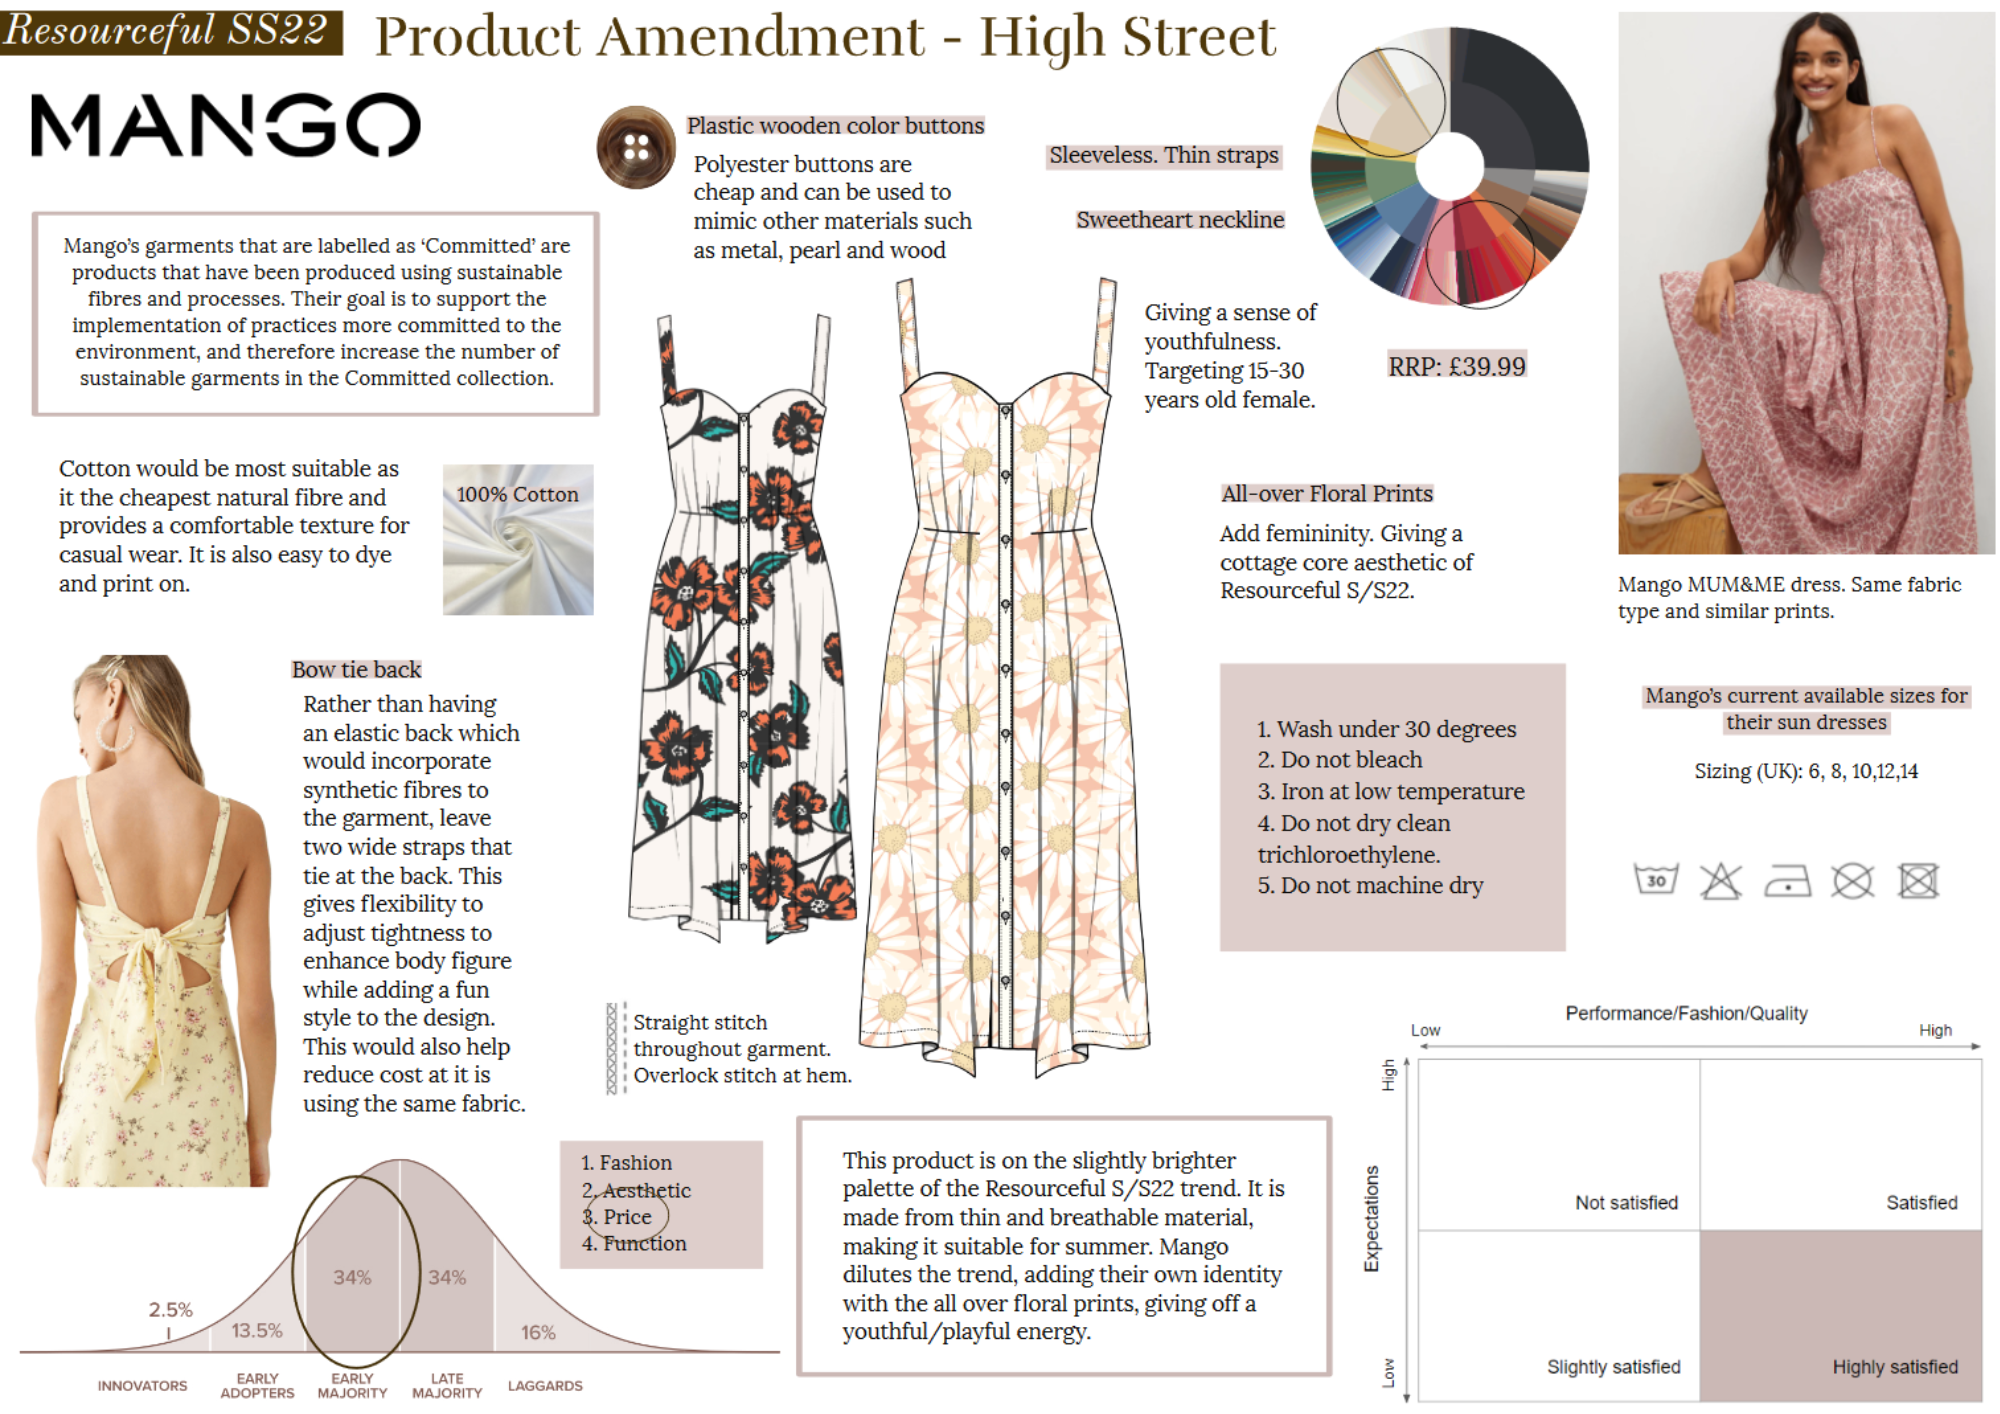 Resourceful SS22
Product Amendment - High Street
MANGO
Mango's garments that are labelled as 'Committed' are
products that have been produced using sustainable
fibres and processes. Their goal is to support the
implementation of practices more committed to the
environment, and therefore increase the number of
sustainable garments in the Committed collection.
Plastic wooden color buttons
Polyester buttons are
cheap and can be used to
mimic other materials such
as metal, pearl and wood
Sleeveless. Thin straps
Sweetheart neckline
Giving a sense of
youthfulness.
Targeting 15-30
years old female.
RRP: £39.99
Cotton would be most suitable as
it the cheapest natural fibre and
provides a comfortable texture for
casual wear. It is also easy to dye
and print on.
100% Cotton
All-over Floral Prints
Add femininity. Giving a
cottage core aesthetic of
Resourceful S/S22.
Mango MUM&ME dress. Same fabric
type and similar prints.
Bow tie back
Rather than having
an elastic back which
would incorporate
synthetic fibres to
the garment, leave
two wide straps that
tie at the back. This
gives flexibility to
adjust tightness to
enhance body figure
while adding a fun
style to the design.
This would also help
reduce cost at it is
using the same fabric.
1. Wash under 30 degrees
2. Do not bleach
3. Iron at low temperature
4. Do not dry clean
trichloroethylene.
5. Do not machine dry
Mango's current available sizes for
their sun dresses
Sizing (UK): 6, 8, 10,12,14
30
Straight stitch
throughout garment.
Overlock stitch at hem.
1. Fashion
2. Aesthetic
3. Price
4. Function
2.5%
13.5%
34%
34%
16%
INNOVATORS
EARLY
ADOPTERS
EARLY
MAJORITY
LATE
MAJORITY
LAGGARDS
This product is on the slightly brighter
palette of the Resourceful S/S22 trend. It is
made from thin and breathable material,
making it suitable for summer. Mango
dilutes the trend, adding their own identity
with the all over floral prints, giving off a
youthful/playful energy.
Performance/Fashion/Quality
Low
High
High
Expectations
Low
Not satisfied
Satisfied
Slightly satisfied
Highly satisfied